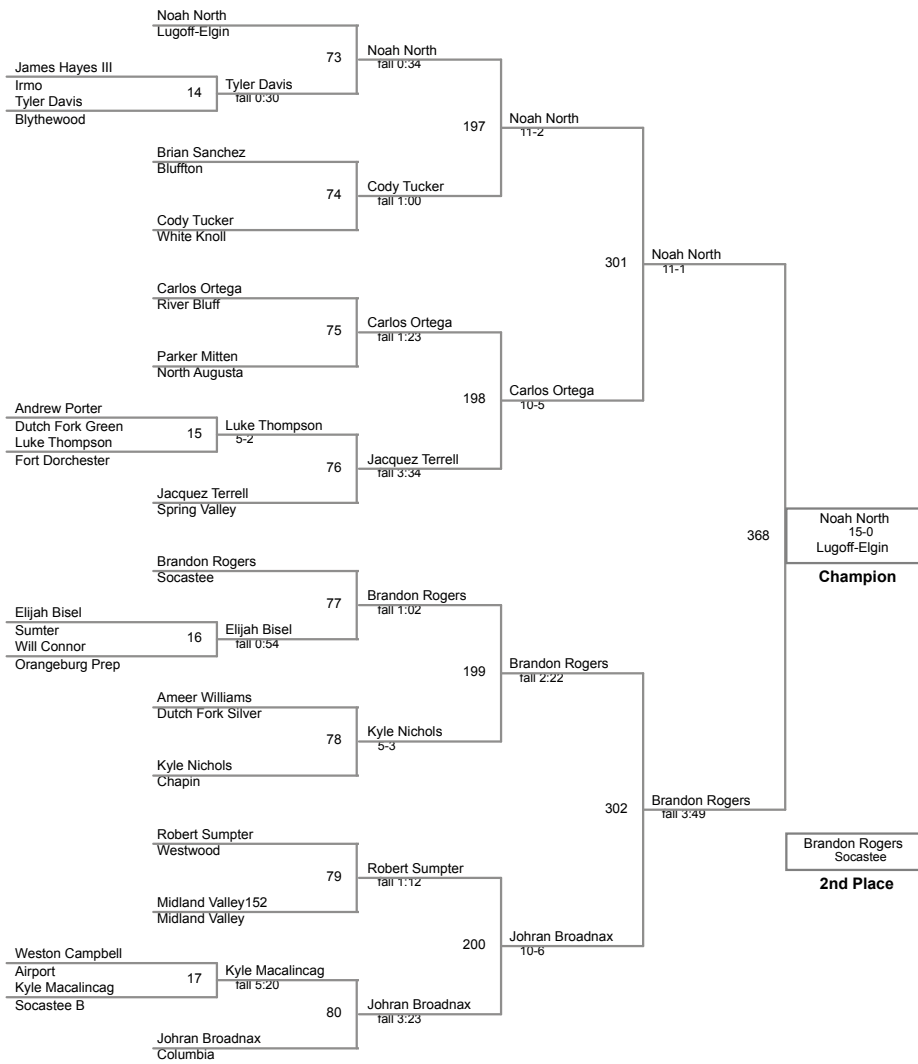 Noah North
Lugoff-Elgin
73
Noah North
fall 0:34
James Hayes III
Irmo
14
Tyler Davis
fall 0:30
Tyler Davis
Blythewood
197
Noah North
11-2
Brian Sanchez
Bluffton
74
Cody Tucker
fall 1:00
Cody Tucker
White Knoll
301
Noah North
11-1
Carlos Ortega
River Bluff
75
Carlos Ortega
fall 1:23
Parker Mitten
North Augusta
198
Carlos Ortega
10-5
Andrew Porter
Dutch Fork Green
15
Luke Thompson
5-2
Luke Thompson
Fort Dorchester
76
Jacquez Terrell
fall 3:34
Jacquez Terrell
Spring Valley
368
Noah North
15-0
Lugoff-Elgin
Champion
Brandon Rogers
Socastee
77
Brandon Rogers
fall 1:02
Elijah Bisel
Sumter
16
Elijah Bisel
fall 0:54
Will Connor
Orangeburg Prep
199
Brandon Rogers
fall 2:22
Ameer Williams
Dutch Fork Silver
78
Kyle Nichols
5-3
Kyle Nichols
Chapin
302
Brandon Rogers
fall 3:49
Robert Sumpter
Westwood
79
Robert Sumpter
fall 1:12
Midland Valley152
Midland Valley
200
Johran Broadnax
10-6
Weston Campbell
Airport
17
Kyle Macalincag
fall 5:20
Kyle Macalincag
Socastee B
80
Johran Broadnax
fall 3:23
Johran Broadnax
Columbia
Brandon Rogers
Socastee
2nd Place